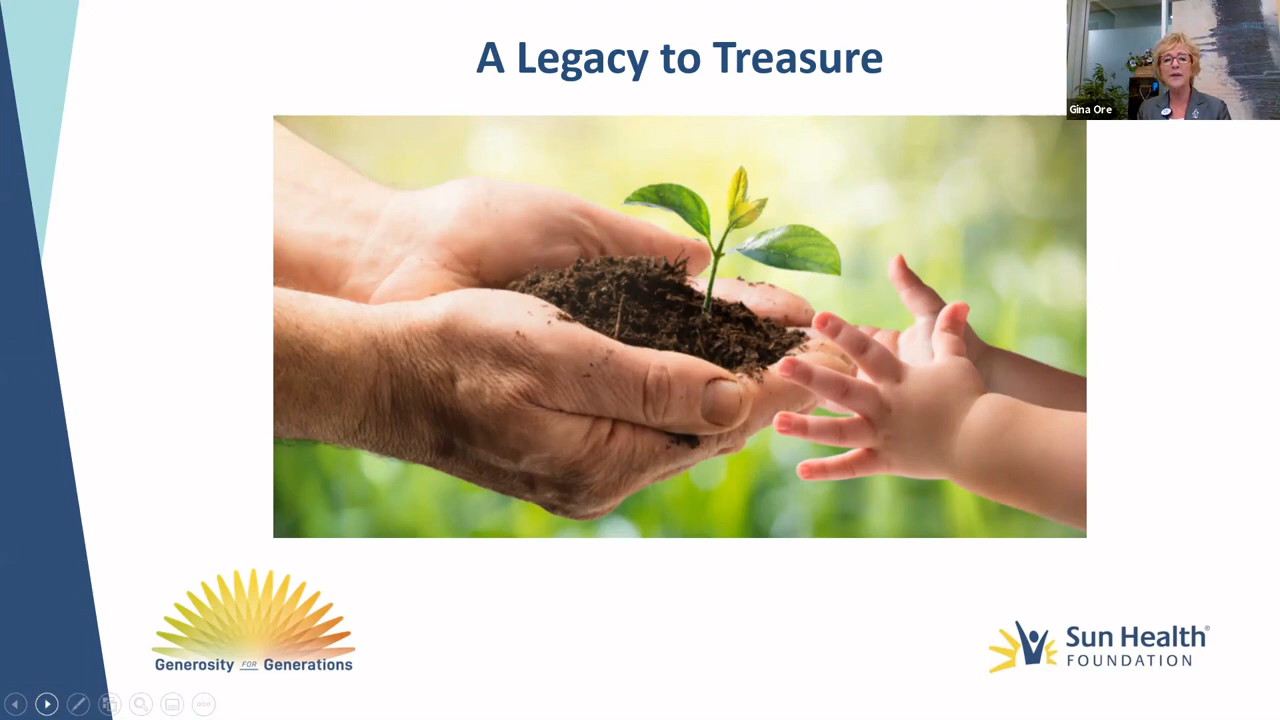 A Legacy to Treasure
Gina Ore
Generosity FOR Generations
Sun Health®
FOUNDATION